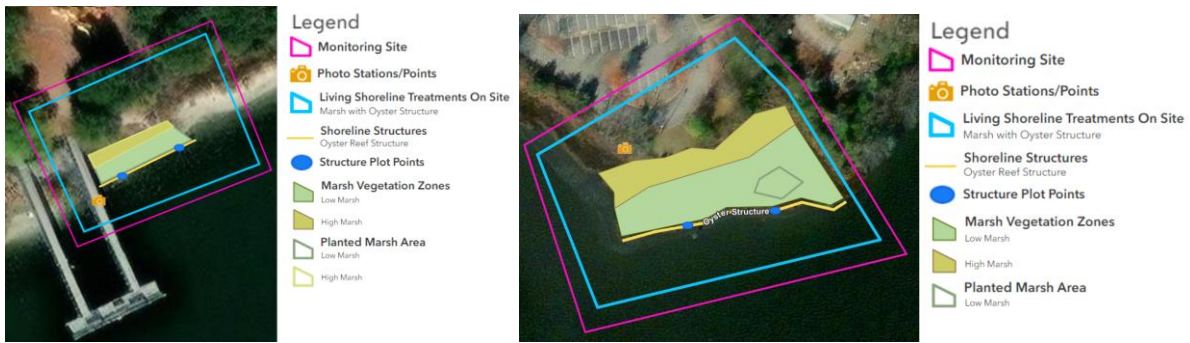 Legend
Monitoring Site
Photo Stations/Points
Living Shoreline Treatments On Site
Marsh with Oyster Structure
Shoreline Structures
Oyster Reef Structure
Structure Plot Points
Marsh Vegetation Zones
Low Marsh
High Marsh
Planted Marsh Area
Low Marsh
High Marsh
Oyster Structure
Legend
Monitoring Site
Photo Stations/Points
Living Shoreline Treatments On Site
Marsh with Oyster Structure
Shoreline Structures
Oyster Reef Structure
Structure Plot Points
Marsh Vegetation Zones
Low Marsh
High Marsh
Planted Marsh Area
Low Marsh